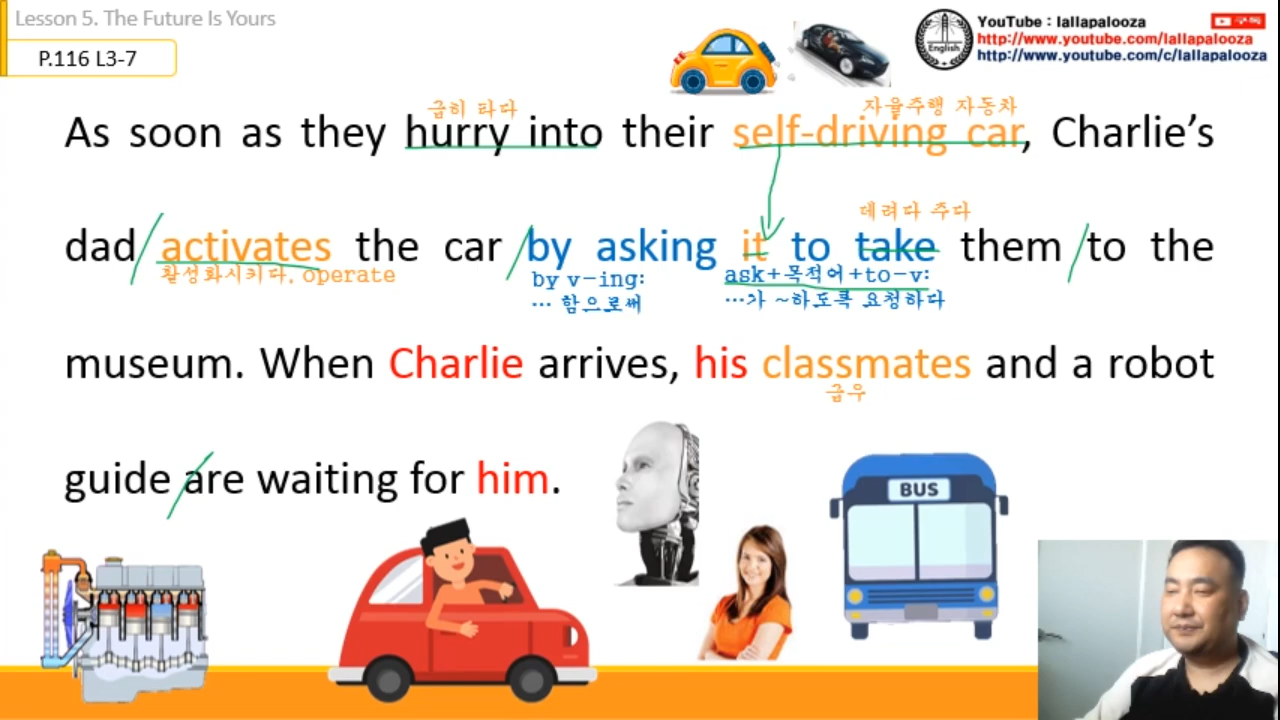 Lesson 5. The Future Is Yours
P.116 L3-7
YouTube : lallapalooza
구독
http://www.youtube.com/lallapalooza
http://www.youtube.com/c/lallapalooza
English
급히 타다
자율주행 자동차
As soon as they hurry into their self-driving car, Charlie's
데려다 주다
dad activates the car by asking it to take them to the
활성화시키다, operate
by v-ing:
ask+목적어+to-v:
… 함으로써
…가 ~하도록 요청하다
museum. When Charlie arrives, his classmates and a robot
급우
guide are waiting for him.
BUS